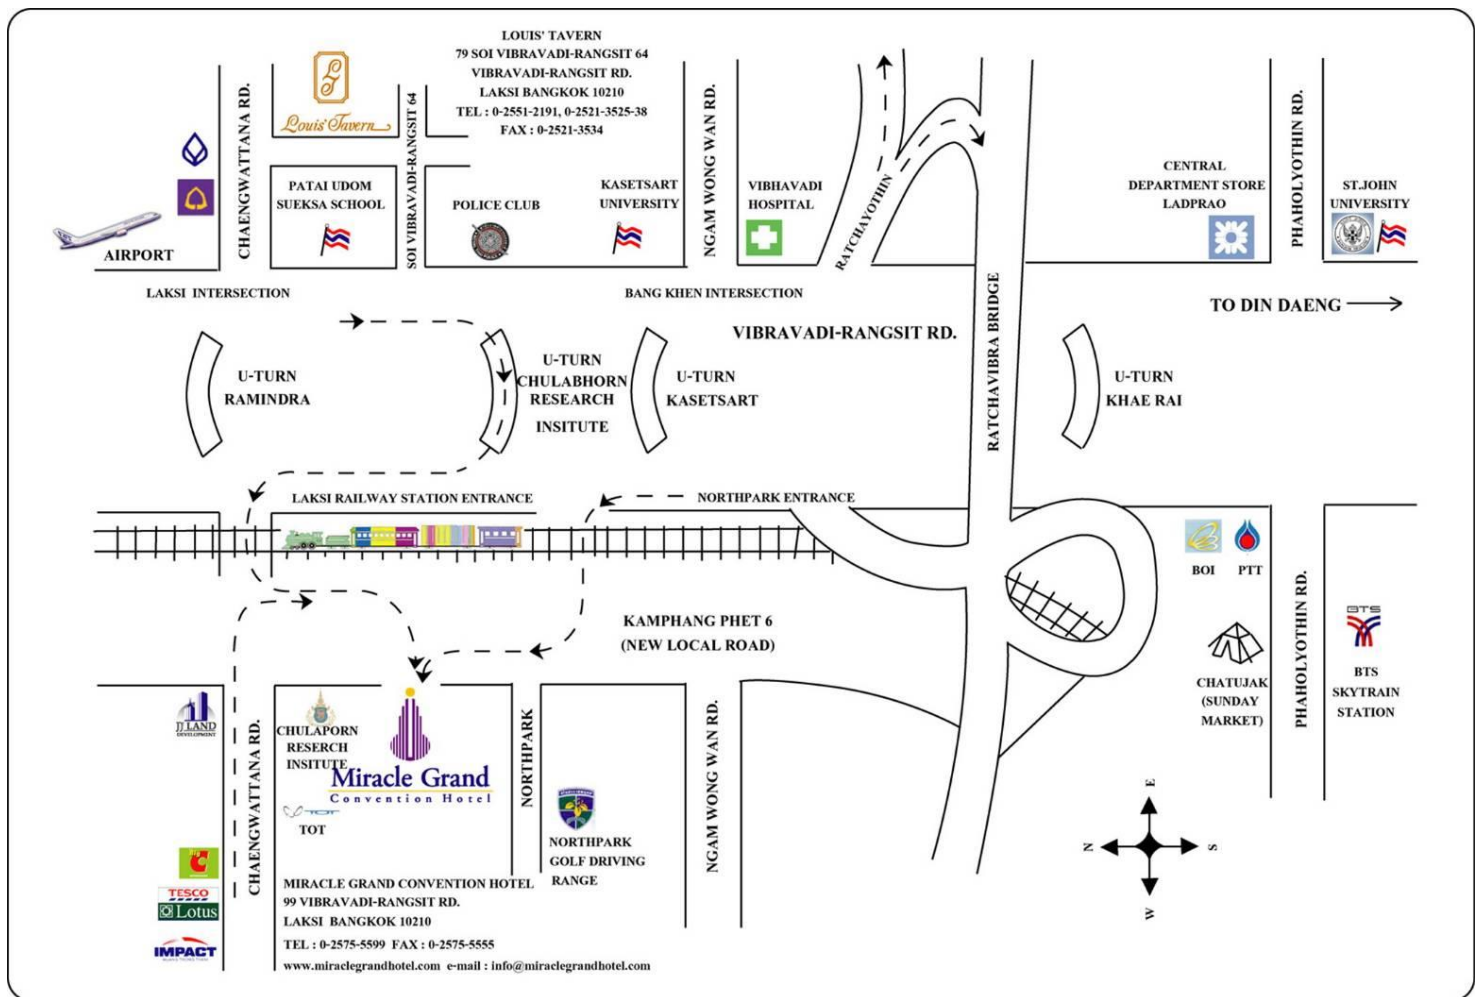 LOUIS' TAVERN
79 SOI VIBRAVADI-RANGSIT 64
VIBRAVADI-RANGSIT RD.
LAKSI BANGKOK 10210
TEL : 0-2551-2191, 0-2521-3525-38
FAX : 0-2521-3534
Louis' Tavern
CHAENGWATTANA RD.
SOI VIBRAVADI-RANGSIT 64
NGAM WONG WAN RD.
PHAHOLYOTHIN RD.
AIRPORT
PATAI UDOM
SUEKSA SCHOOL
POLICE CLUB
KASETSART
UNIVERSITY
VIBHAVADI
HOSPITAL
RATCHAYOTHIN
CENTRAL
DEPARTMENT STORE
LADPRAO
ST.JOHN
UNIVERSITY
LAKSI INTERSECTION
BANG KHEN INTERSECTION
TO DIN DAENG
VIBRAVADI-RANGSIT RD.
RATCHAVIBRA BRIDGE
U-TURN
RAMINDRA
U-TURN
CHULABHORN
RESEARCH
INSITUTE
U-TURN
KASETSART
U-TURN
KHAE RAI
LAKSI RAILWAY STATION ENTRANCE
NORTHPARK ENTRANCE
BOI
PTT
KAMPHANG PHET 6
(NEW LOCAL ROAD)
CHATUJAK
(SUNDAY
MARKET)
PHAHOLYOTHIN RD.
BTS
BTS
SKYTRAIN
STATION
JJ LAND
DEVELOPMENT
CHAENGWATTANA RD.
CHULAPORN
RESERCH
INSITUTE
Miracle Grand
Convention Hotel
TOT
NORTHPARK
NORTHPARK
GOLF DRIVING
RANGE
NGAM WONG WAN RD.
E
N
S
W
Big
C
TESCO
Lotus
IMPACT
MIRACLE GRAND CONVENTION HOTEL
99 VIBRAVADI-RANGSIT RD.
LAKSI BANGKOK 10210
TEL : 0-2575-5599 FAX : 0-2575-5555
www.miraclegrandhotel.com e-mail : info@miraclegrandhotel.com